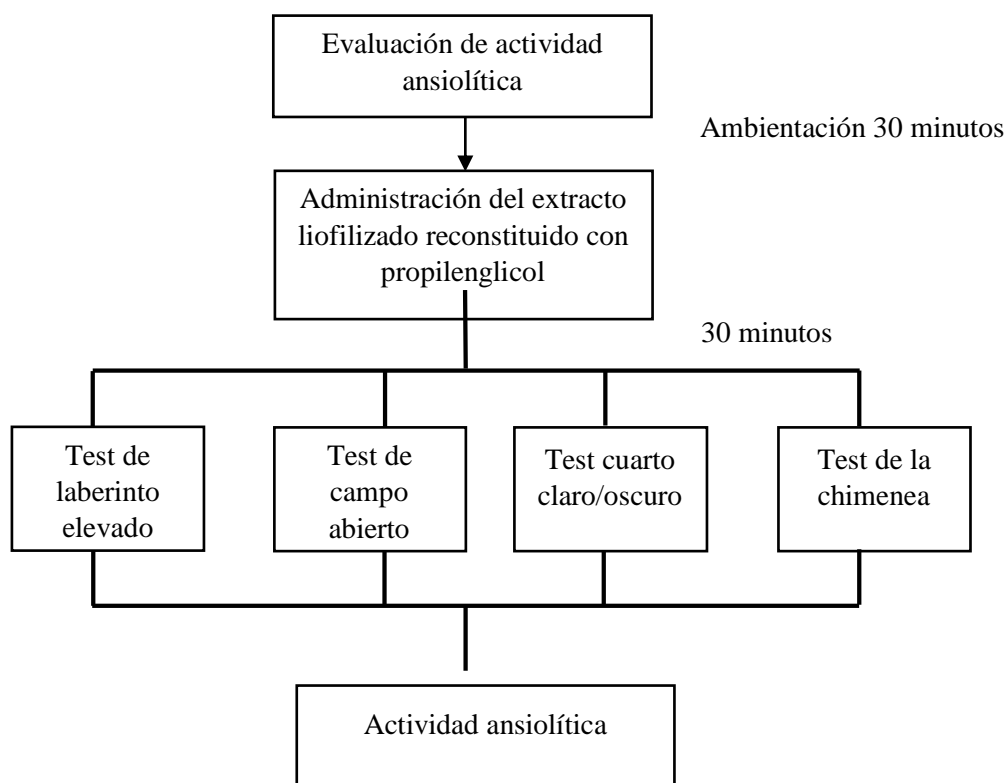 Evaluación de actividad
ansiolítica
Ambientación 30 minutos
Administración del extracto
liofilizado reconstituido con
propilenglicol
30 minutos
Test de
laberinto
elevado
Test de
campo
abierto
Test cuarto
claro/oscuro
Test de la
chimenea
Actividad ansiolítica